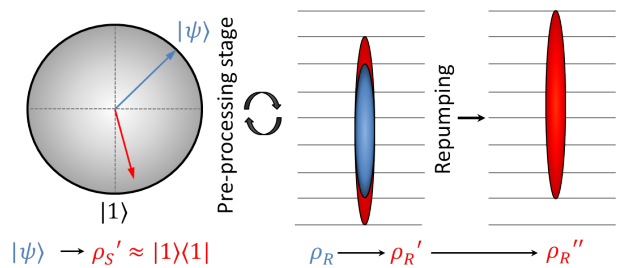 |ψ⟩
Pre-processing stage
Repumping
|1⟩
|ψ⟩ → ρ_S′ ≈ |1⟩⟨1|
ρ_R → ρ_R′ → ρ_R′′